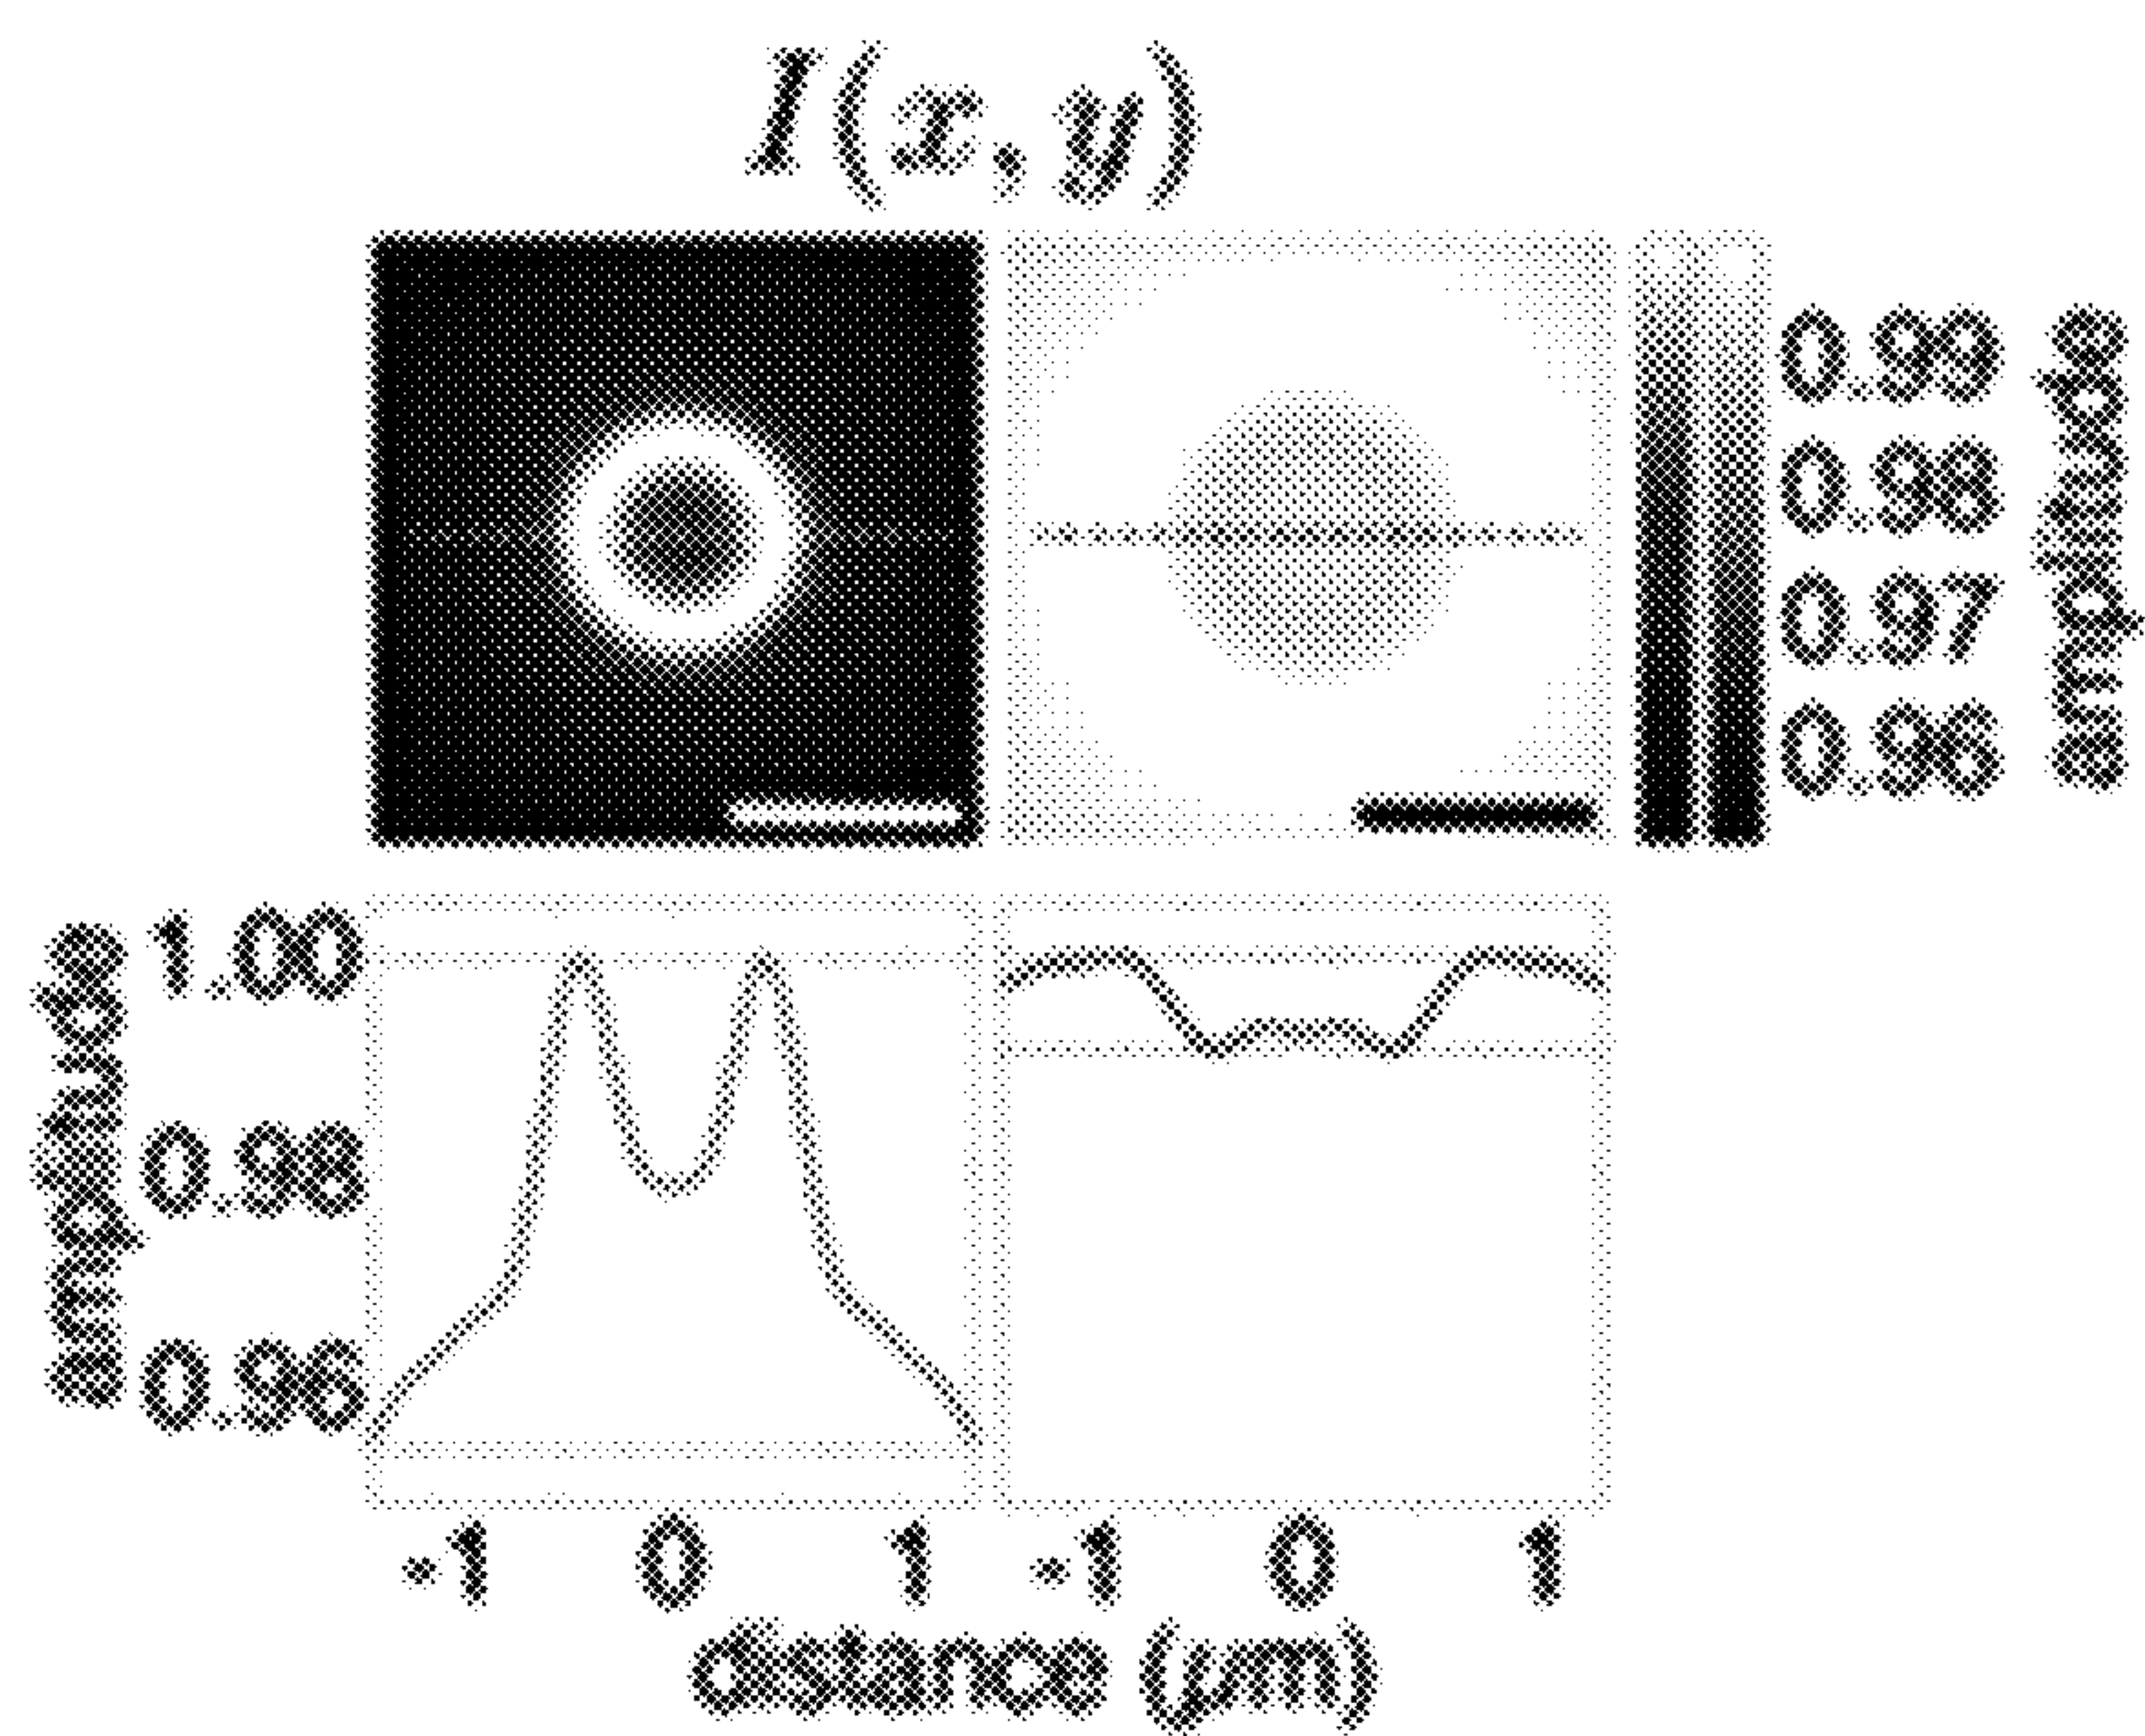 I(x, y)
0.99
0.98
0.97
0.96
amplitude
amplitude
1.00
0.98
0.96
-1 0 1 -1 0 1
distance (μm)